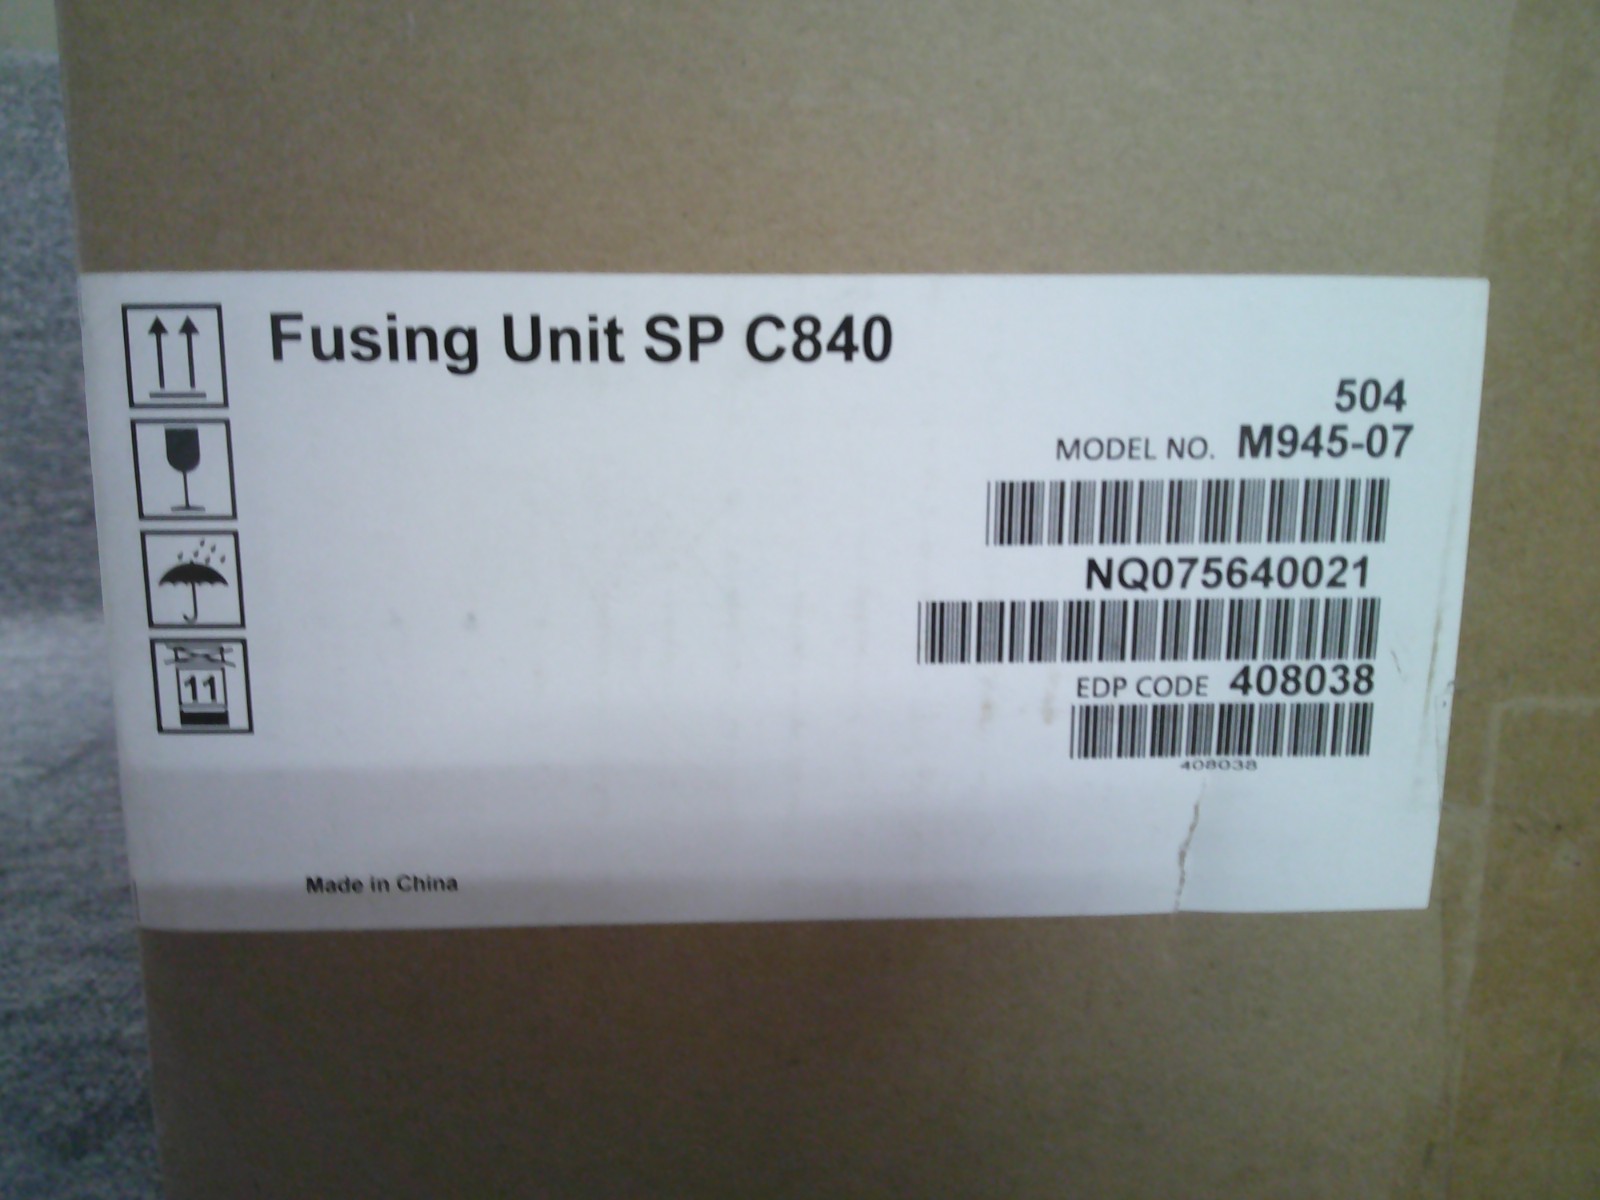 Fusing Unit SP C840
504
MODEL NO. M945-07
NQ075640021
EDP CODE 408038
408038
11
Made in China